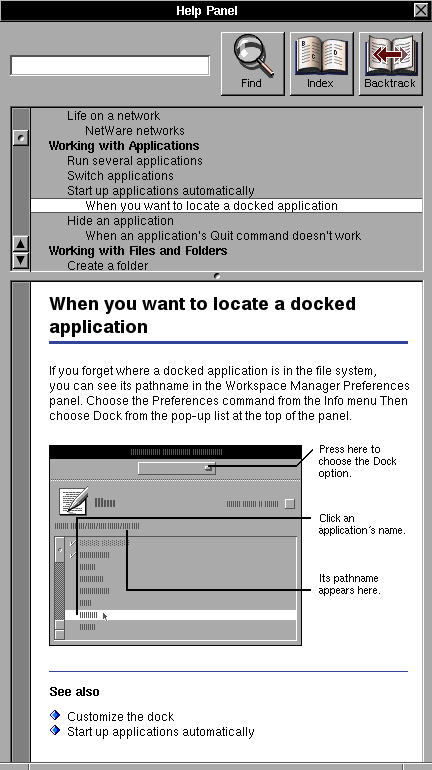 Help Panel
Find
Index
Backtrack
Life on a network
NetWare networks
Working with Applications
Run several applications
Switch applications
Start up applications automatically
When you want to locate a docked application
Hide an application
When an application's Quit command doesn't work
Working with Files and Folders
Create a folder
When you want to locate a docked
application
If you forget where a docked application is in the file system,
you can see its pathname in the Workspace Manager Preferences
panel. Choose the Preferences command from the Info menu Then
choose Dock from the pop-up list at the top of the panel.
Press here to
choose the Dock
option.
Click an
application´s name.
Its pathname
appears here.
See also
Customize the dock
Start up applications automatically